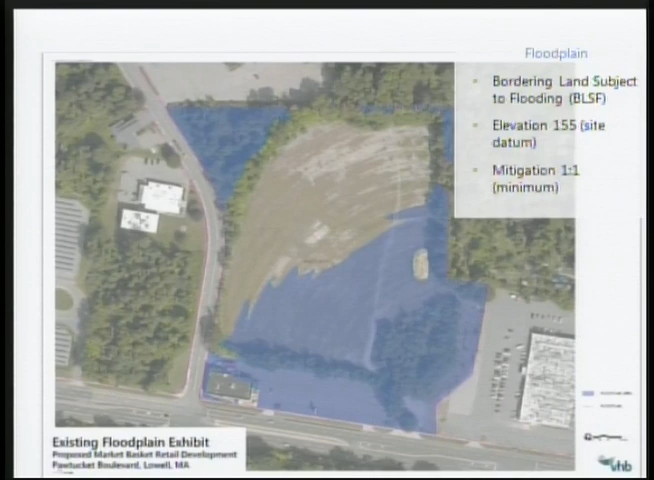 Floodplain
Bordering Land Subject
to Flooding (BLSF)
Elevation 155 (site
datum)
Mitigation 1:1
(minimum)
Existing Floodplain Exhibit
Proposed Market Basket Retail Development
Pawtucket Boulevard, Lowell, MA
vhb